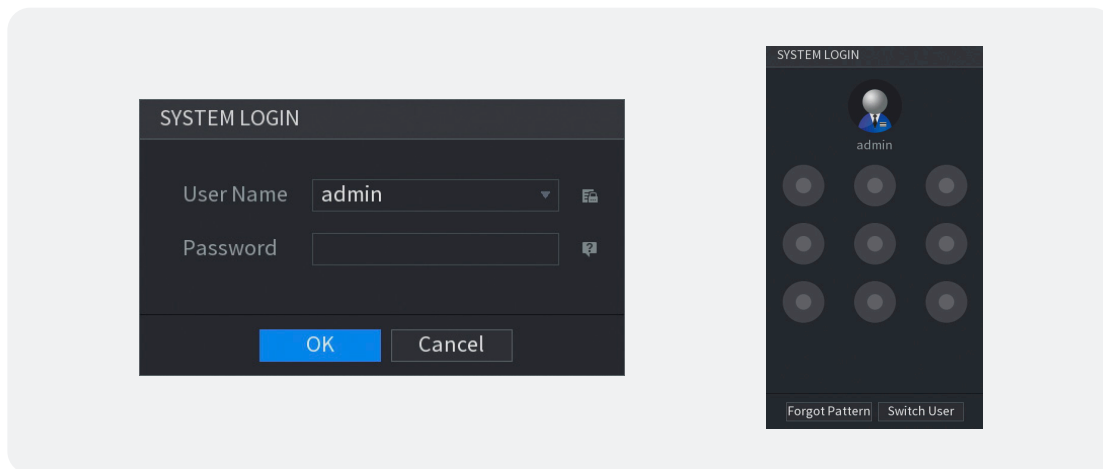 SYSTEM LOGIN
User Name admin
Password
OK Cancel
SYSTEM LOGIN
admin
Forgot Pattern Switch User